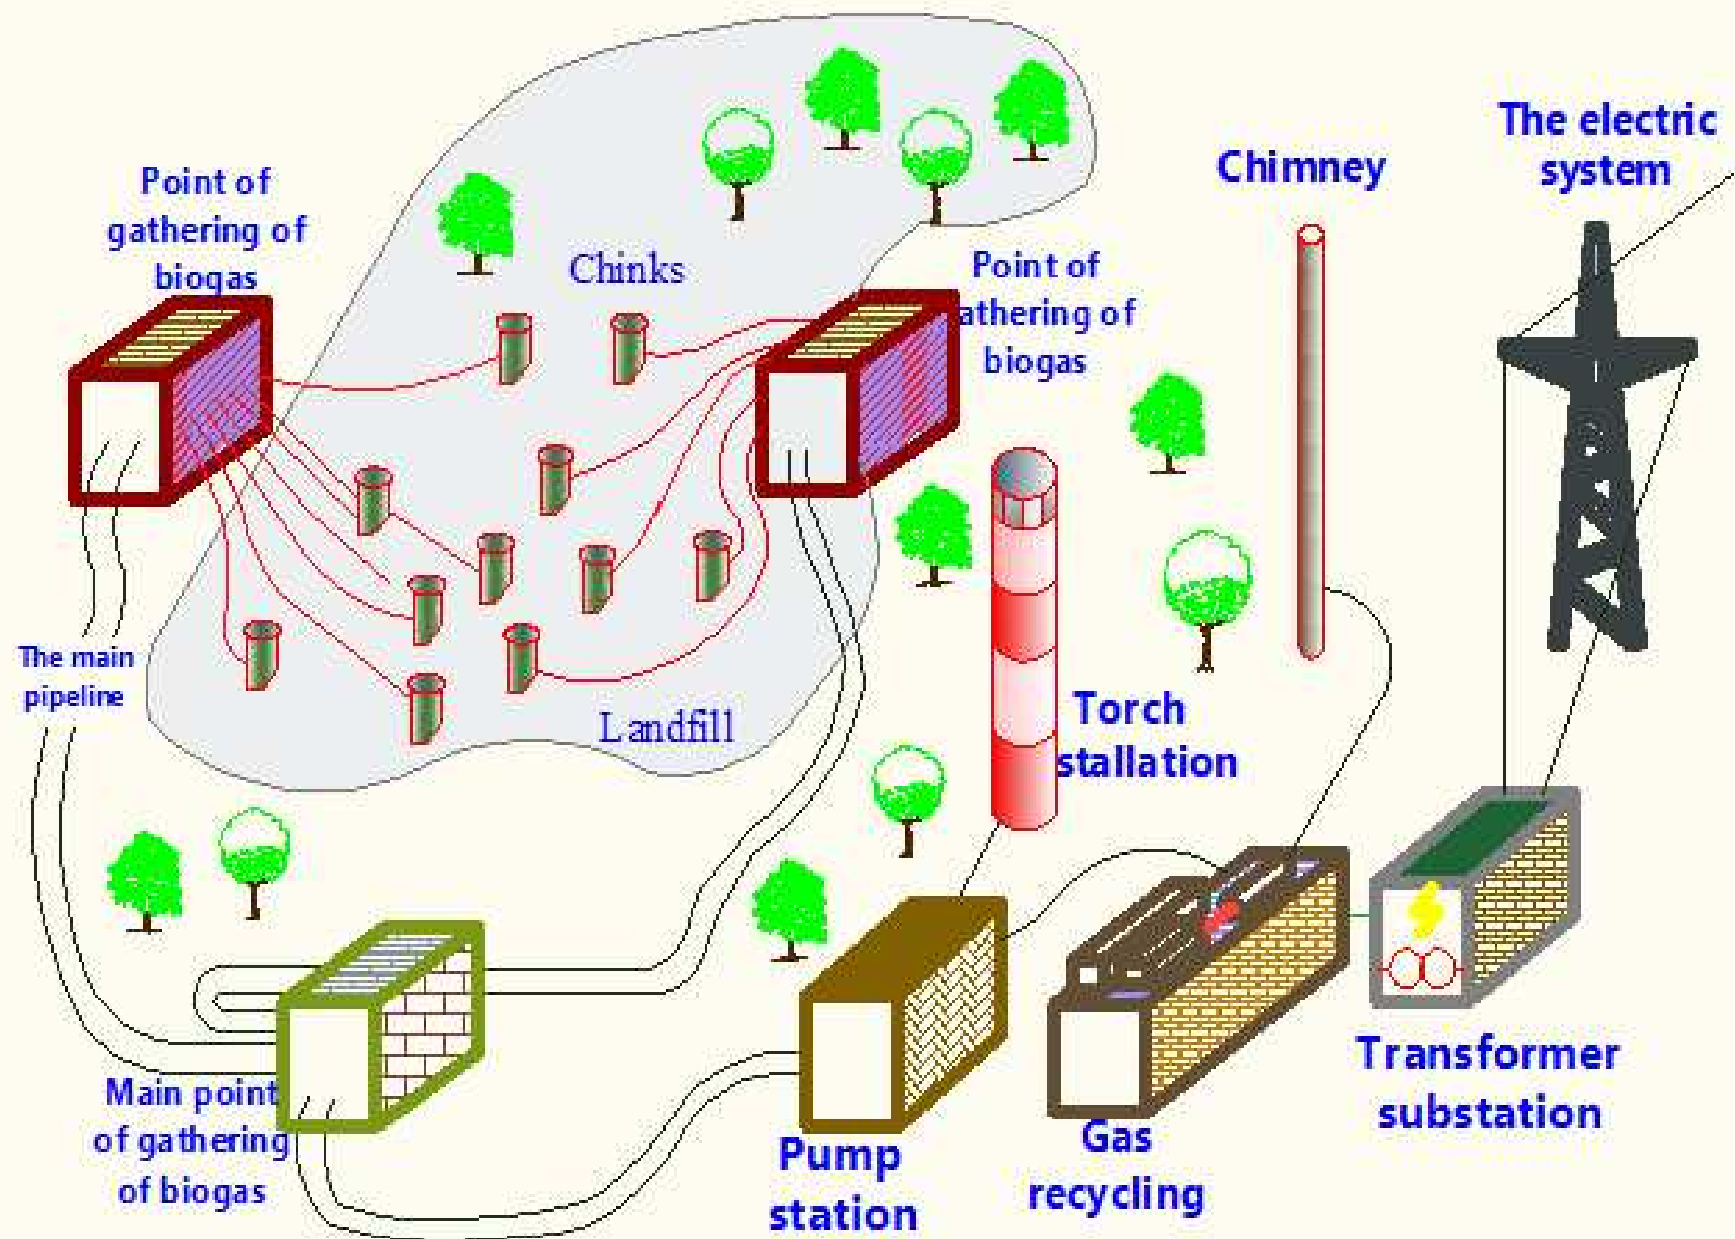 The electric
system
Chimney
Point of
gathering of
biogas
Chinks
Point of
athering of
biogas
The main
pipeline
Landfill
Torch
stallation
Main point
of gathering
of biogas
Pump
station
Gas
recycling
Transformer
substation